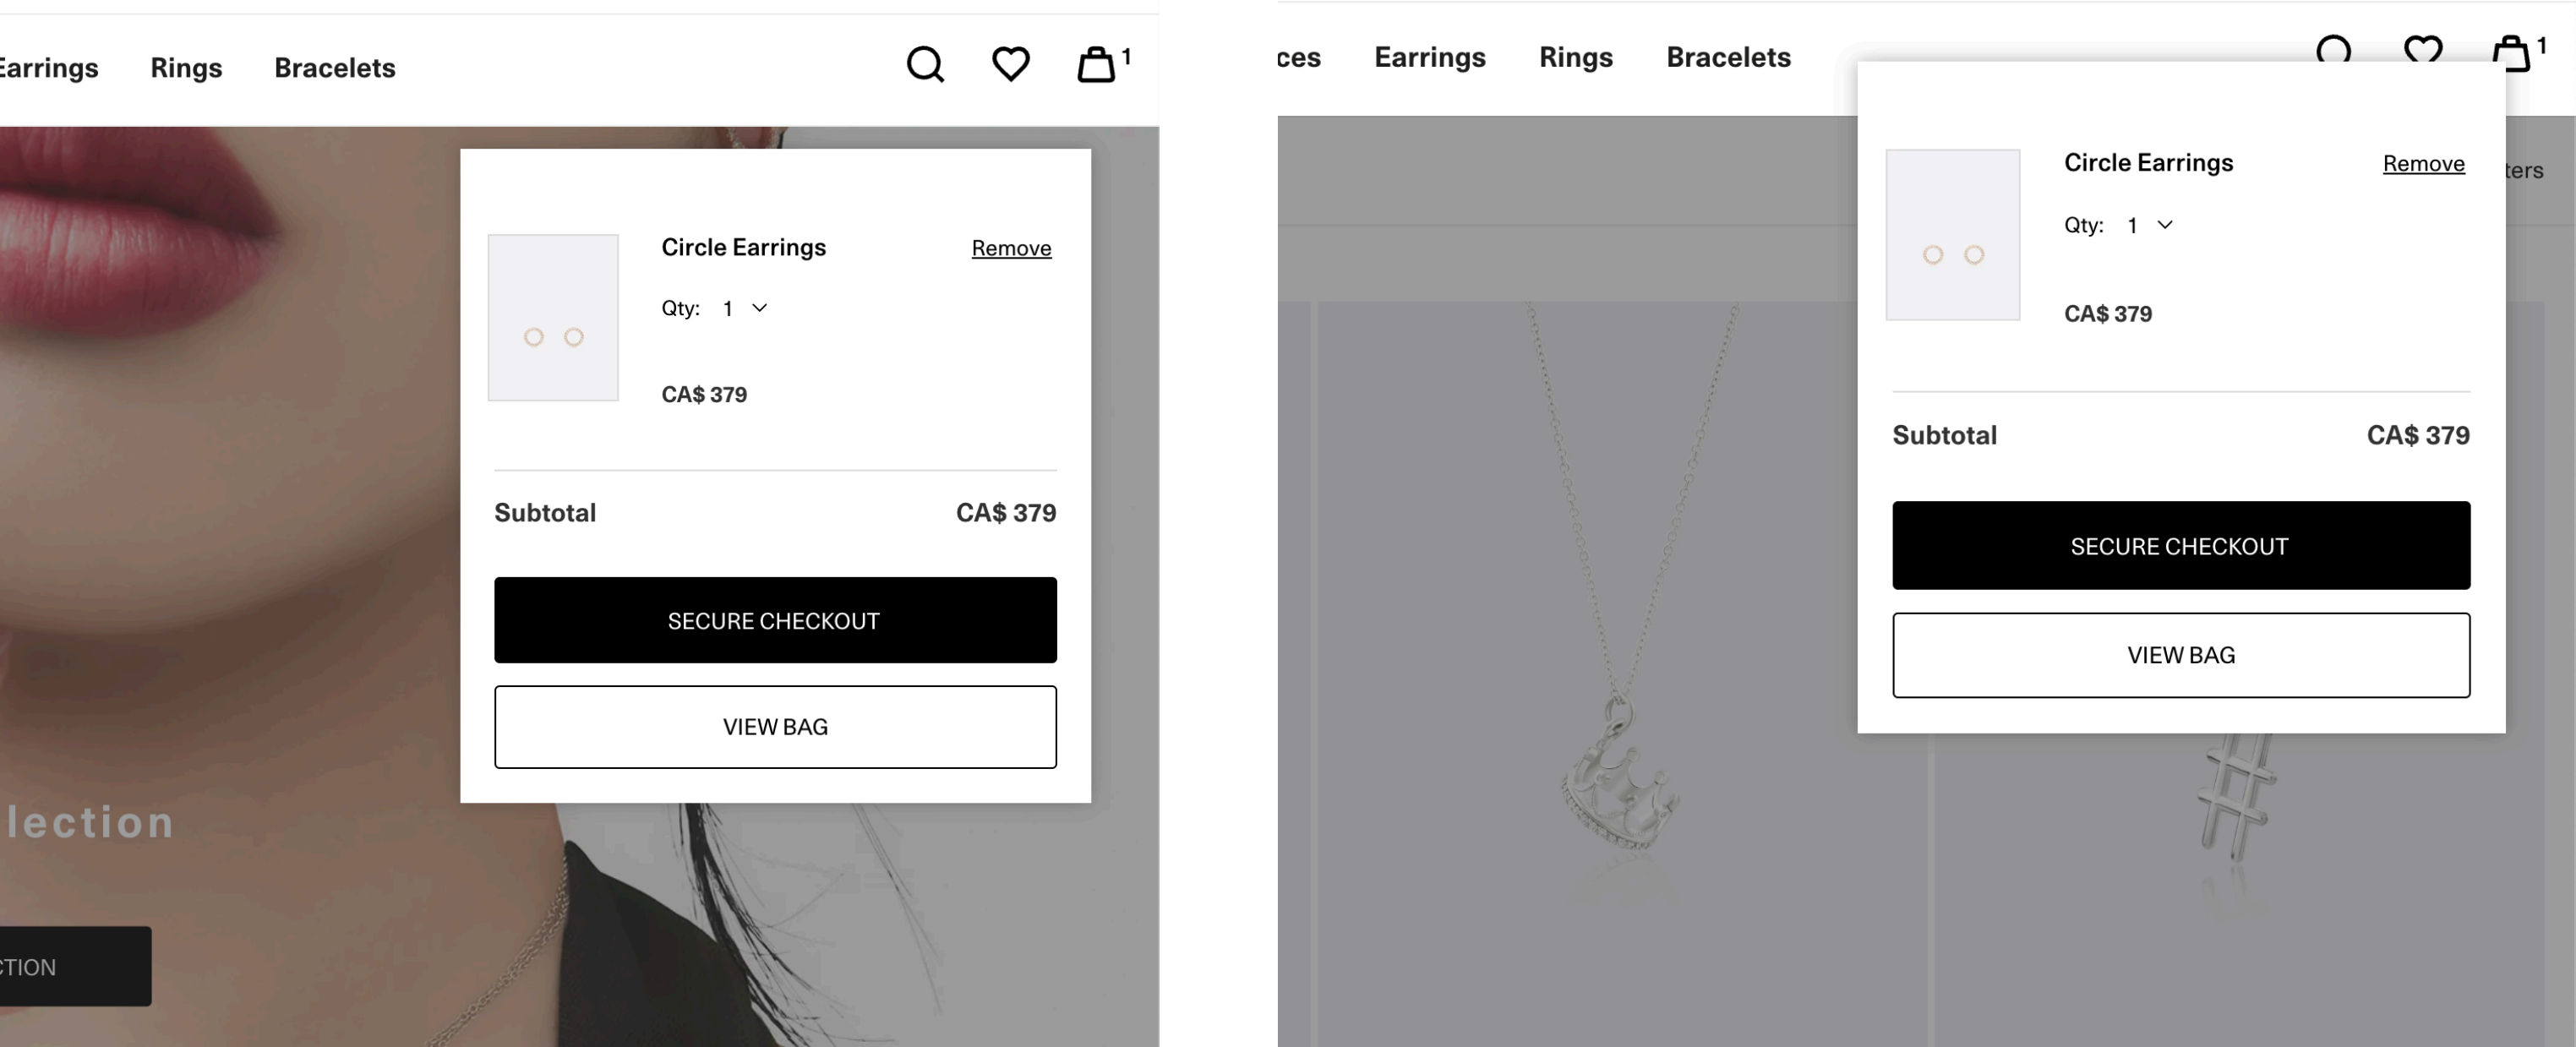 Earrings Rings Bracelets 1
Circle Earrings Remove
Qty: 1
CA$ 379
Subtotal CA$ 379
SECURE CHECKOUT
VIEW BAG
lection
CTION
ces Earrings Rings Bracelets 1
Circle Earrings Remove
ters
Qty: 1
CA$ 379
Subtotal CA$ 379
SECURE CHECKOUT
VIEW BAG